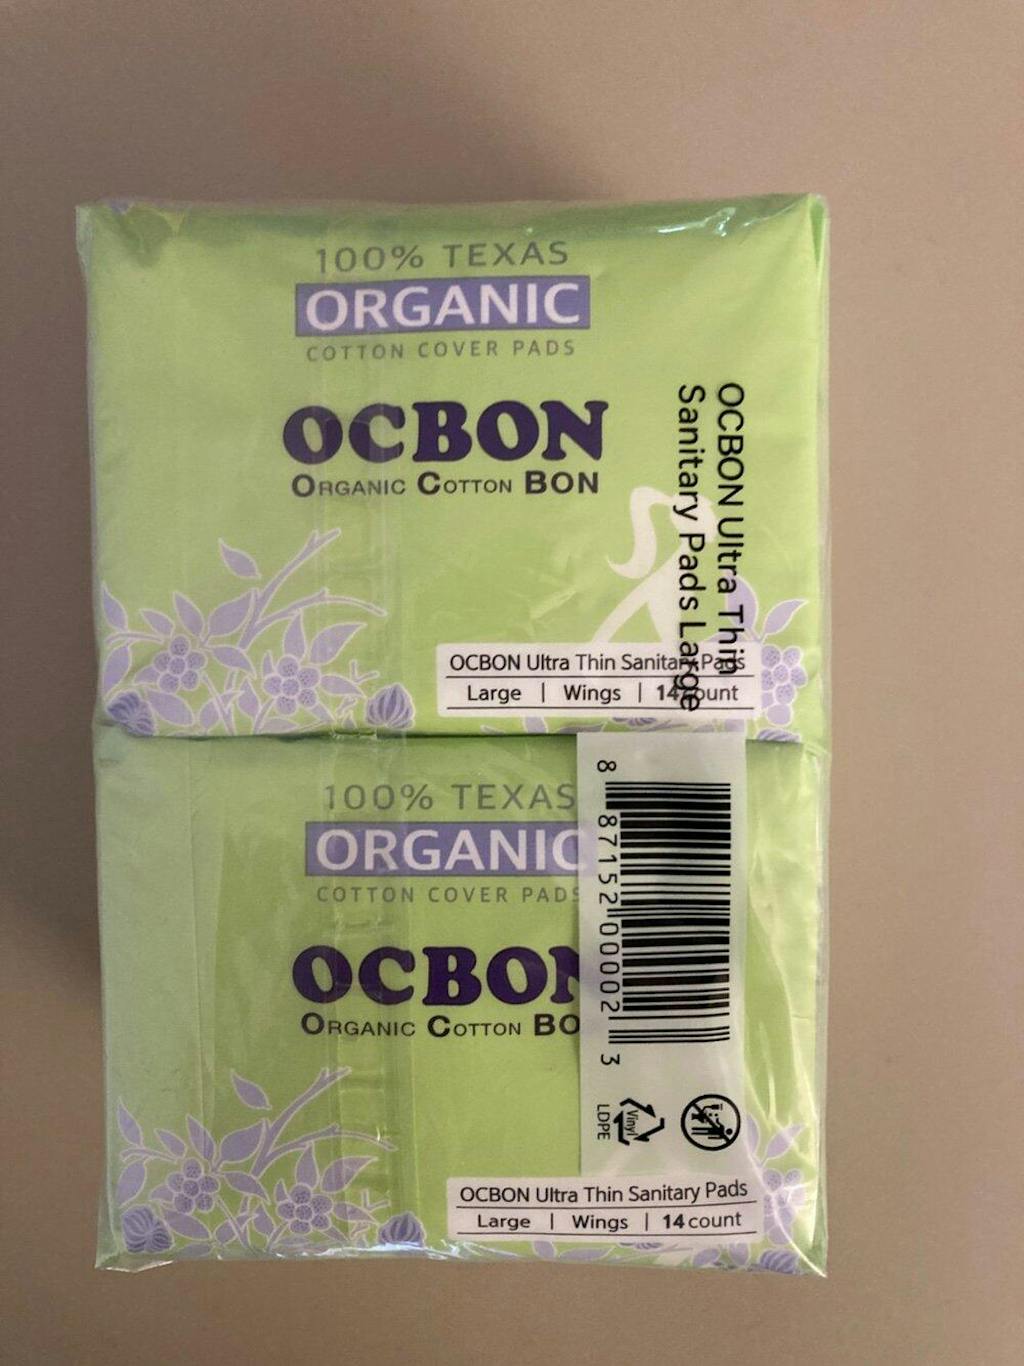 100% TEXAS
ORGANIC
COTTON COVER PADS
OCBON
ORGANIC COTTON BON
OCBON Ultra Thin Sanitary Pads
Large | Wings | 14 count
OCBON Ultra Thin
Sanitary Pads Large
100% TEXAS
ORGANIC
COTTON COVER PADS
OCBON
ORGANIC COTTON BO
8 87152 00002 3
Vinyl
LDPE
OCBON Ultra Thin Sanitary Pads
Large | Wings | 14 count